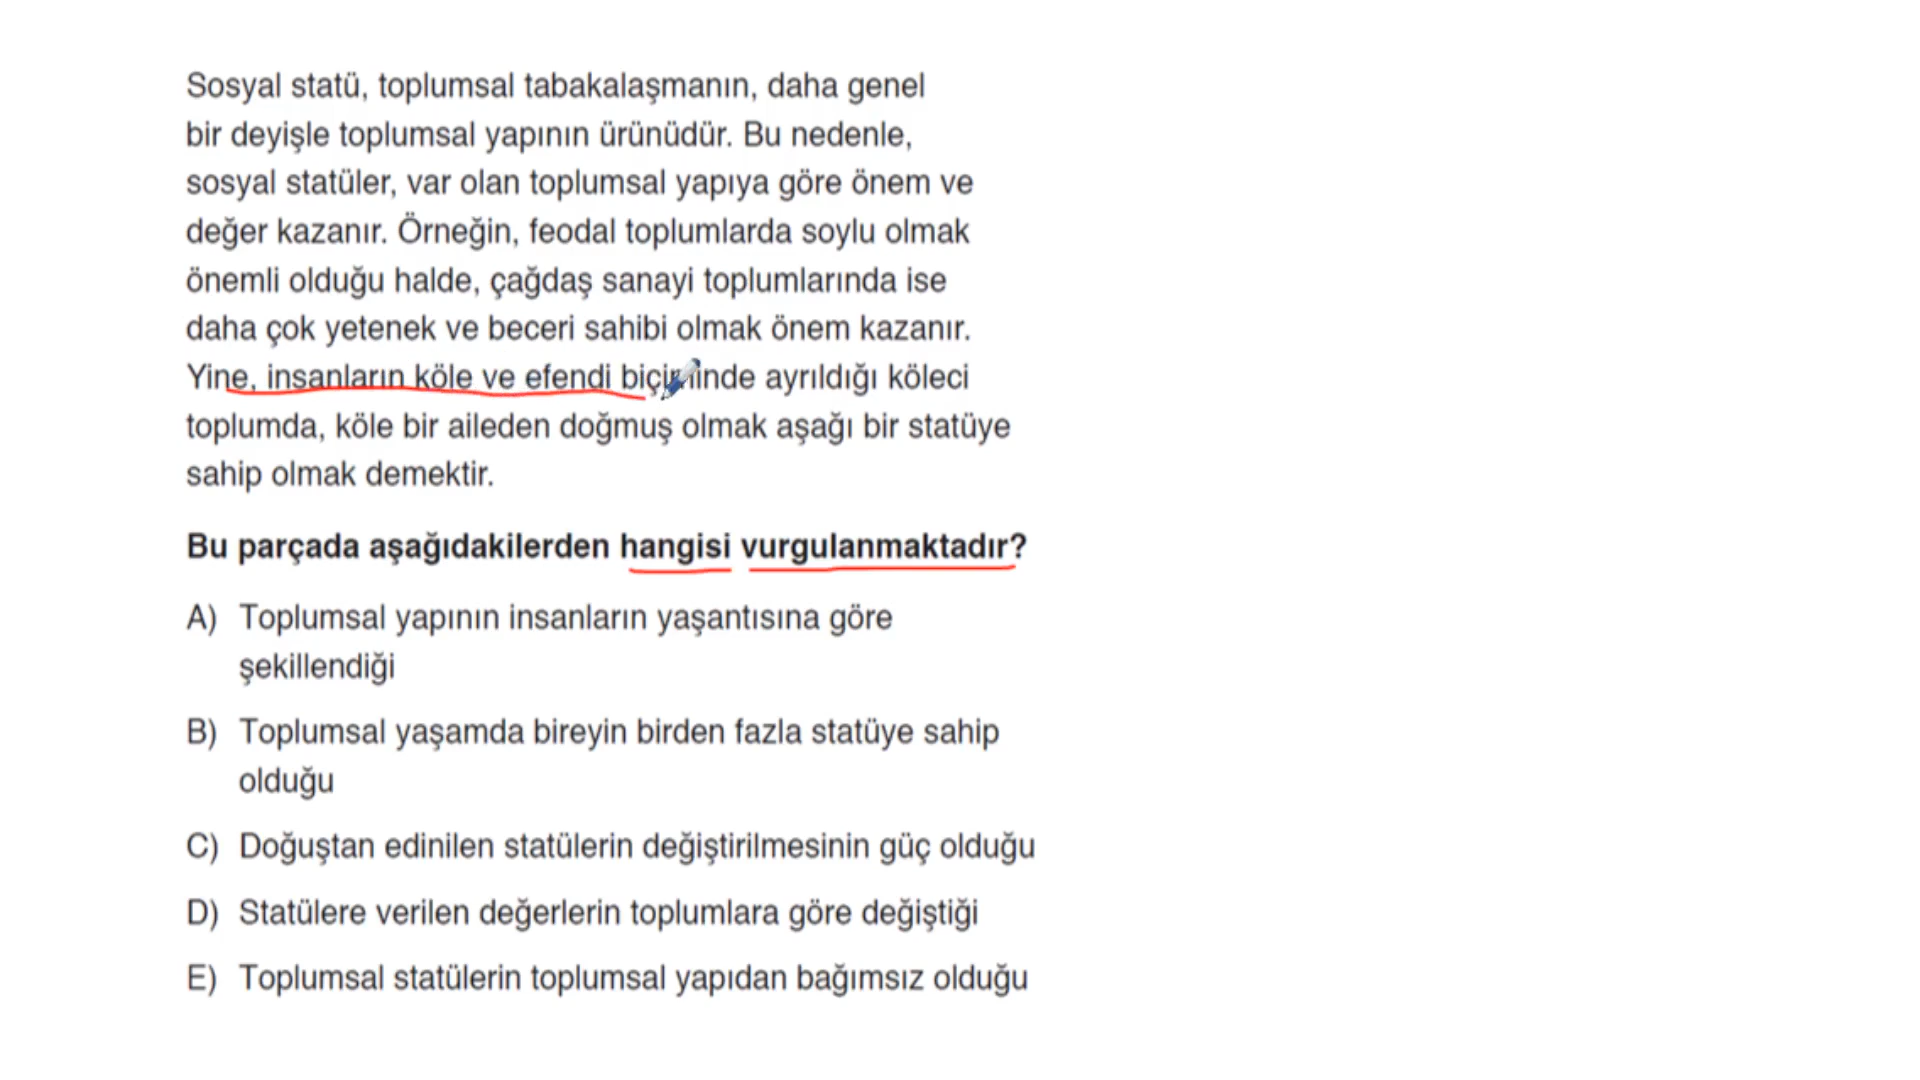 Sosyal statü, toplumsal tabakalaşmanın, daha genel
bir deyişle toplumsal yapının ürünüdür. Bu nedenle,
sosyal statüler, var olan toplumsal yapıya göre önem ve
değer kazanır. Örneğin, feodal toplumlarda soylu olmak
önemli olduğu halde, çağdaş sanayi toplumlarında ise
daha çok yetenek ve beceri sahibi olmak önem kazanır.
Yine, insanların köle ve efendi biçiminde ayrıldığı köleci
toplumda, köle bir aileden doğmuş olmak aşağı bir statüye
sahip olmak demektir.
Bu parçada aşağıdakilerden hangisi vurgulanmaktadır?
A) Toplumsal yapının insanların yaşantısına göre
şekillendiği
B) Toplumsal yaşamda bireyin birden fazla statüye sahip
olduğu
C) Doğuştan edinilen statülerin değiştirilmesinin güç olduğu
D) Statülere verilen değerlerin toplumlara göre değiştiği
E) Toplumsal statülerin toplumsal yapıdan bağımsız olduğu